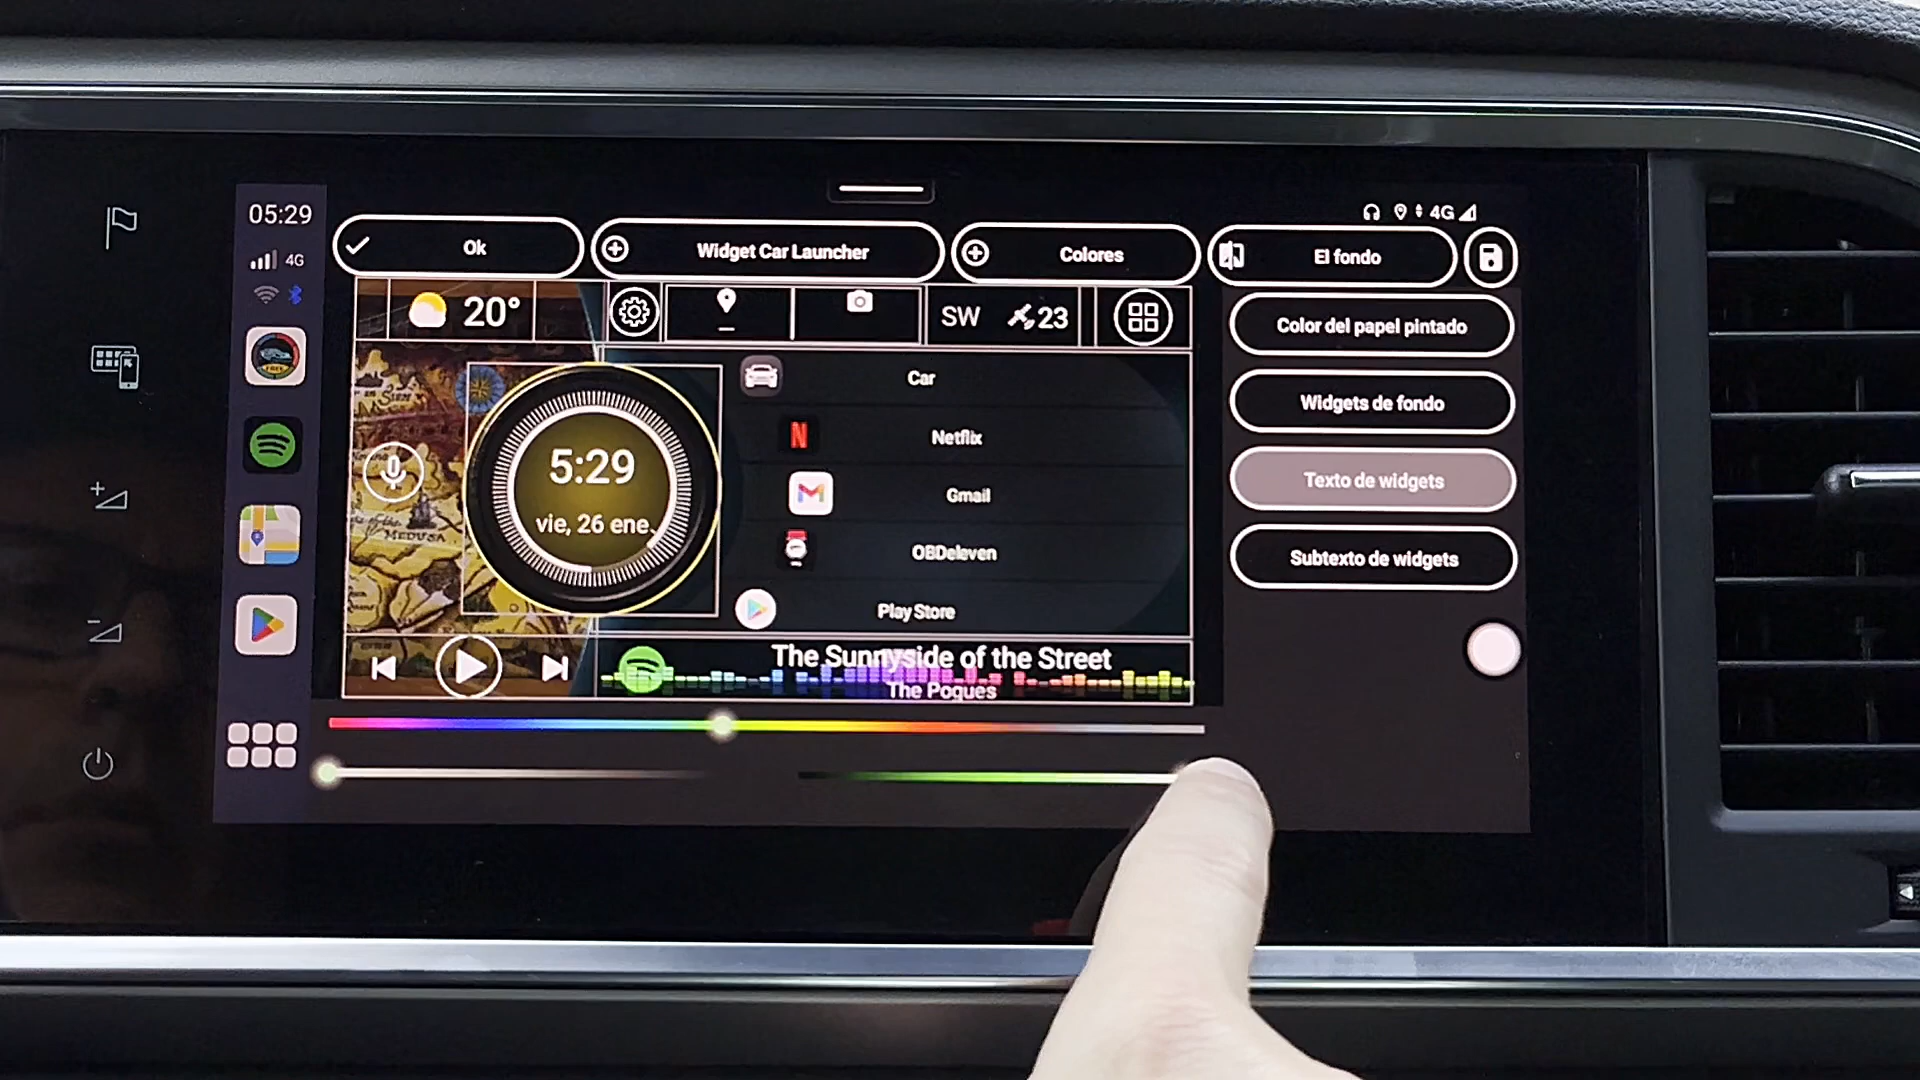 05:29
4G
4G
Ok
Widget Car Launcher
Colores
El fondo
20°
SW
23
Color del papel pintado
Widgets de fondo
Texto de widgets
Subtexto de widgets
5:29
vie, 26 ene.
MEDUSA
Car
Netflix
Gmail
OBDeleven
Play Store
The Sunnyside of the Street
The Pogues